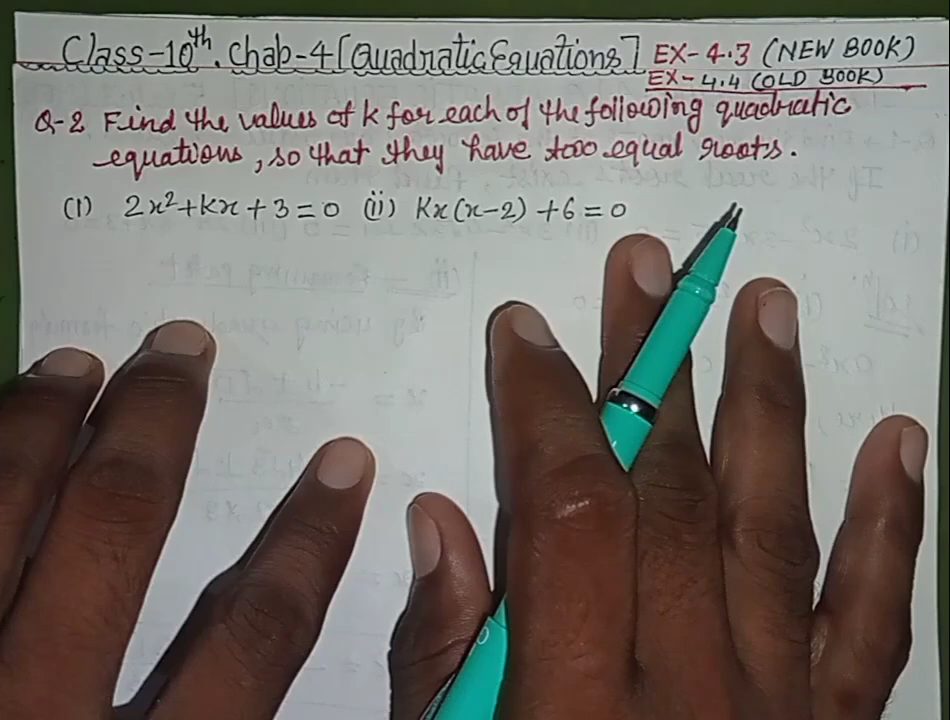 Class-10th. Chap-4 [Quadratic Equations] EX-4.3 (NEW BOOK)
EX-4.4 (OLD BOOK)
Q-2 Find the values of k for each of the following quadratic
equations, so that they have two equal roots.
(1) 2x²+kx+3=0 (ii) Kx(x-2)+6=0